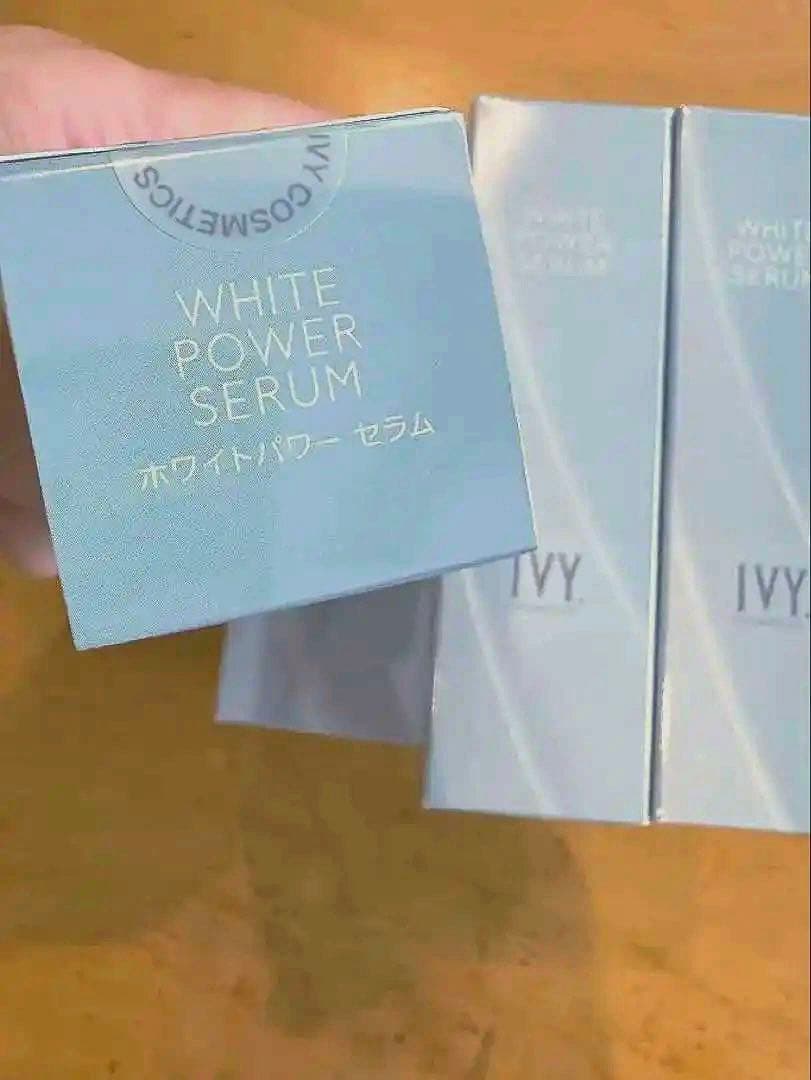 IVY COSMETICS
WHITE
POWER
SERUM
ホワイトパワー セラム
WHITE
POWER
SERUM
IVY
WHITE
POWER
SERUM
IVY